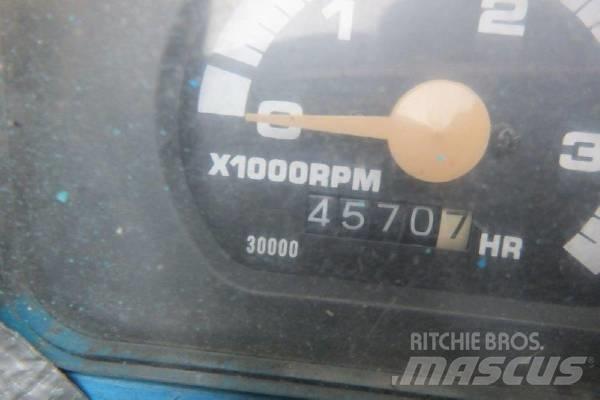 1 2
0 3
X1000RPM
45707
30000 HR
RITCHIE BROS.
MASCUS